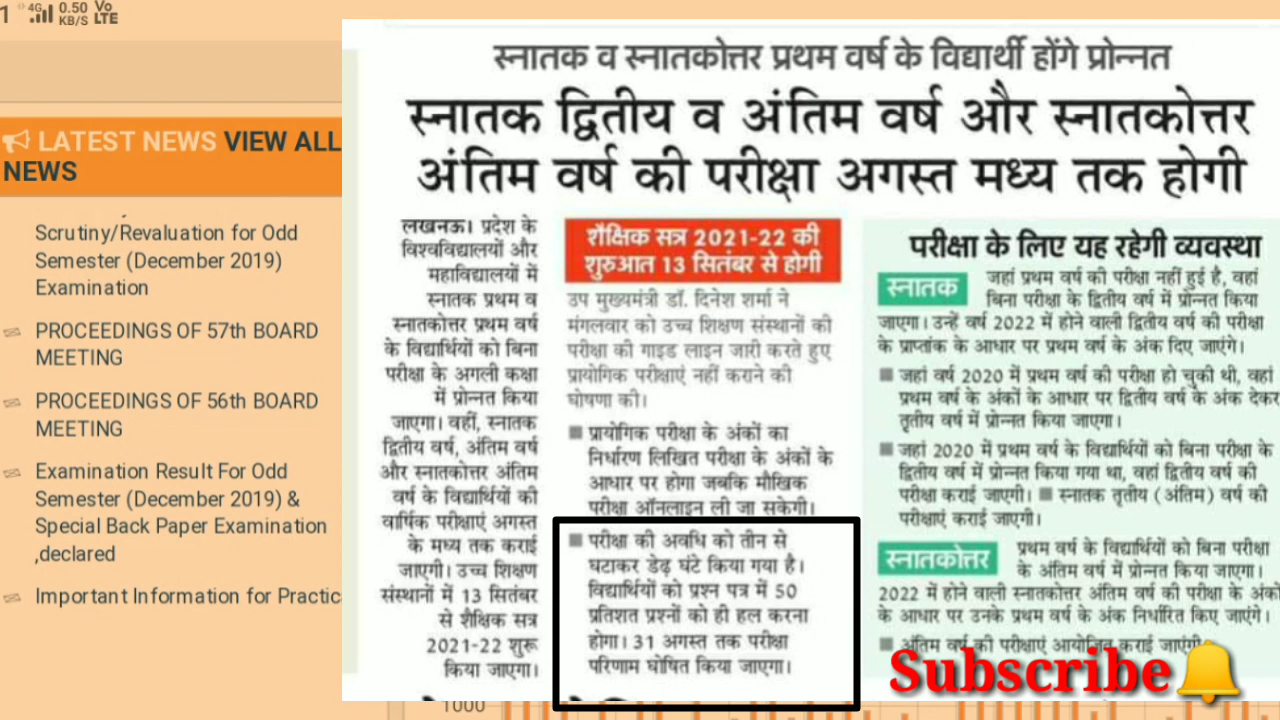 1 4G 0.50 KB/S Vo LTE
LATEST NEWS VIEW ALL
NEWS
Scrutiny/Revaluation for Odd
Semester (December 2019)
Examination
PROCEEDINGS OF 57th BOARD
MEETING
PROCEEDINGS OF 56th BOARD
MEETING
Examination Result For Odd
Semester (December 2019) &
Special Back Paper Examination
,declared
Important Information for Practic
स्नातक व स्नातकोत्तर प्रथम वर्ष के विद्यार्थी होंगे प्रोन्नत
स्नातक द्वितीय व अंतिम वर्ष और स्नातकोत्तर
अंतिम वर्ष की परीक्षा अगस्त मध्य तक होगी
लखनऊ। प्रदेश के
विश्वविद्यालयों और
महाविद्यालयों में
स्नातक प्रथम व
स्नातकोत्तर प्रथम वर्ष
के विद्यार्थियों को बिना
परीक्षा के अगली कक्षा
में प्रोन्नत किया
जाएगा। वहीं, स्नातक
द्वितीय वर्ष, अंतिम वर्ष
और स्नातकोत्तर अंतिम
वर्ष के विद्यार्थियों की
वार्षिक परीक्षाएं अगस्त
के मध्य तक कराई
जाएगी। उच्च शिक्षण
संस्थानों में 13 सितंबर
से शैक्षिक सत्र
2021-22 शुरू
किया जाएगा।
शैक्षिक सत्र 2021-22 की
शुरुआत 13 सितंबर से होगी
उप मुख्यमंत्री डॉ. दिनेश शर्मा ने
मंगलवार को उच्च शिक्षण संस्थानों की
परीक्षा की गाइड लाइन जारी करते हुए
प्रायोगिक परीक्षाएं नहीं कराने की
घोषणा की।
प्रायोगिक परीक्षा के अंकों का
निर्धारण लिखित परीक्षा के अंकों के
आधार पर होगा जबकि मौखिक
परीक्षा ऑनलाइन ली जा सकेगी।
परीक्षा की अवधि को तीन से
घटाकर डेढ़ घंटे किया गया है।
विद्यार्थियों को प्रश्न पत्र में 50
प्रतिशत प्रश्नों को ही हल करना
होगा। 31 अगस्त तक परीक्षा
परिणाम घोषित किया जाएगा।
परीक्षा के लिए यह रहेगी व्यवस्था
स्नातक जहां प्रथम वर्ष की परीक्षा नहीं हुई है, वहां
बिना परीक्षा के द्वितीय वर्ष में प्रोन्नत किया
जाएगा। उन्हें वर्ष 2022 में होने वाली द्वितीय वर्ष की परीक्षा
के प्राप्तांक के आधार पर प्रथम वर्ष के अंक दिए जाएंगे।
जहां वर्ष 2020 में प्रथम वर्ष की परीक्षा हो चुकी थी, वहां
प्रथम वर्ष के अंकों के आधार पर द्वितीय वर्ष के अंक देकर
तृतीय वर्ष में प्रोन्नत किया जाएगा।
जहां 2020 में प्रथम वर्ष के विद्यार्थियों को बिना परीक्षा के
द्वितीय वर्ष में प्रोन्नत किया गया था, वहां द्वितीय वर्ष की
परीक्षा कराई जाएगी। स्नातक तृतीय (अंतिम) वर्ष की
परीक्षाएं कराई जाएगी।
स्नातकोत्तर प्रथम वर्ष के विद्यार्थियों को बिना परीक्षा
के अंतिम वर्ष में प्रोन्नत किया जाएगा।
2022 में होने वाली स्नातकोत्तर अंतिम वर्ष की परीक्षा के अंकों
के आधार पर उनके प्रथम वर्ष के अंक निर्धारित किए जाएंगे।
अंतिम वर्ष की परीक्षाएं आयोजित कराई जाएंगी
Subscribe
1000